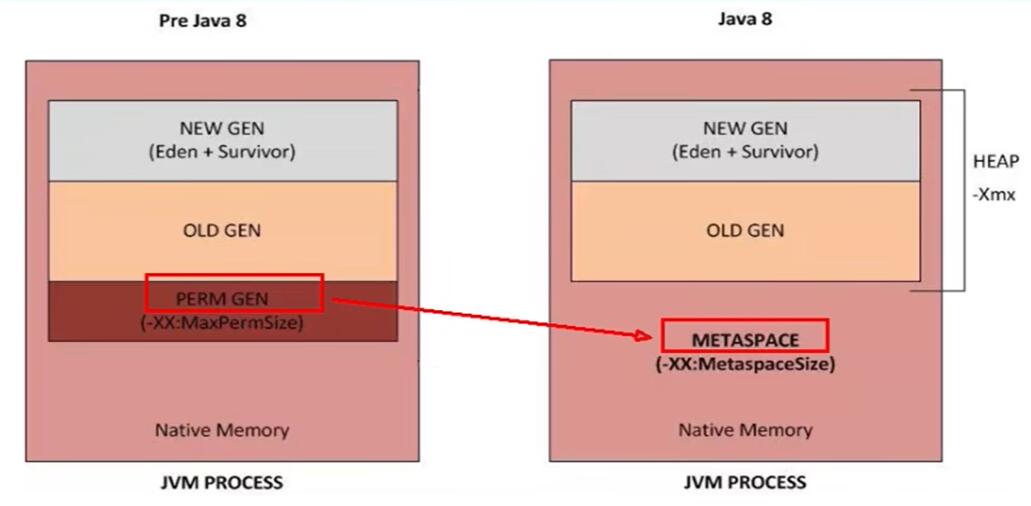 Pre Java 8
NEW GEN
(Eden + Survivor)
OLD GEN
PERM GEN
(-XX:MaxPermSize)
Native Memory
JVM PROCESS
Java 8
NEW GEN
(Eden + Survivor)
OLD GEN
HEAP
-Xmx
METASPACE
(-XX:MetaspaceSize)
Native Memory
JVM PROCESS